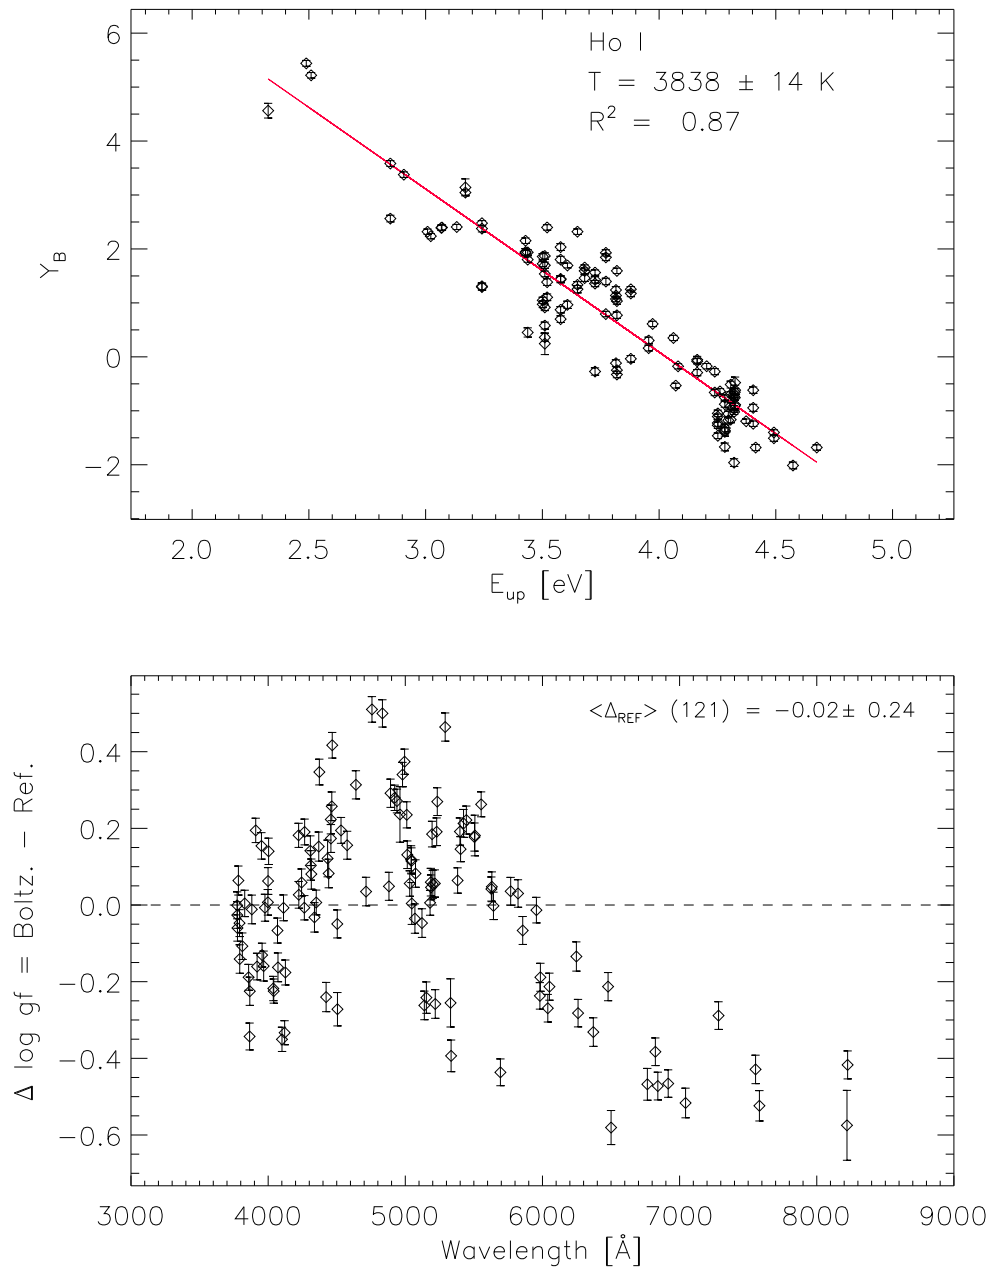 Ho I
T = 3838 ± 14 K
R² = 0.87
6
4
2
0
−2
Y_B
2.0 2.5 3.0 3.5 4.0 4.5 5.0
E_up [eV]
<Δ_REF> (121) = −0.02± 0.24
0.4
0.2
0.0
−0.2
−0.4
−0.6
Δ log gf = Boltz. − Ref.
3000 4000 5000 6000 7000 8000 9000
Wavelength [Å]